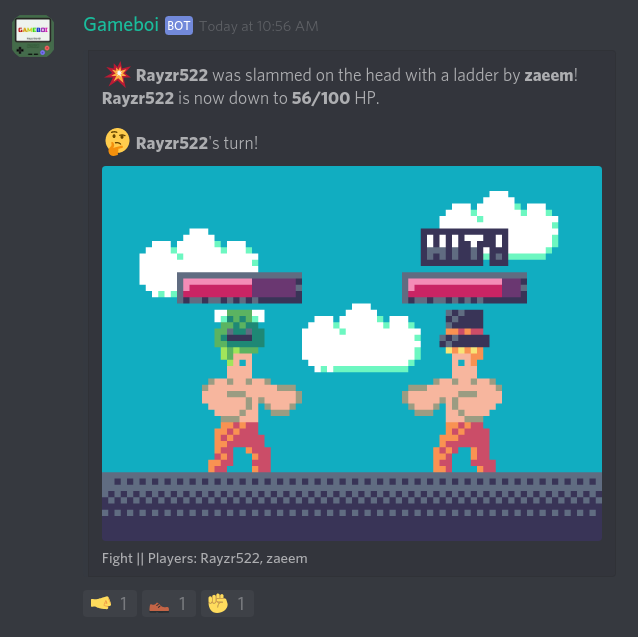 GAMEBOI
Gameboi BOT Today at 10:56 AM
Rayzr522 was slammed on the head with a ladder by zaeem!
Rayzr522 is now down to 56/100 HP.
Rayzr522's turn!
Fight || Players: Rayzr522, zaeem
1 1 1